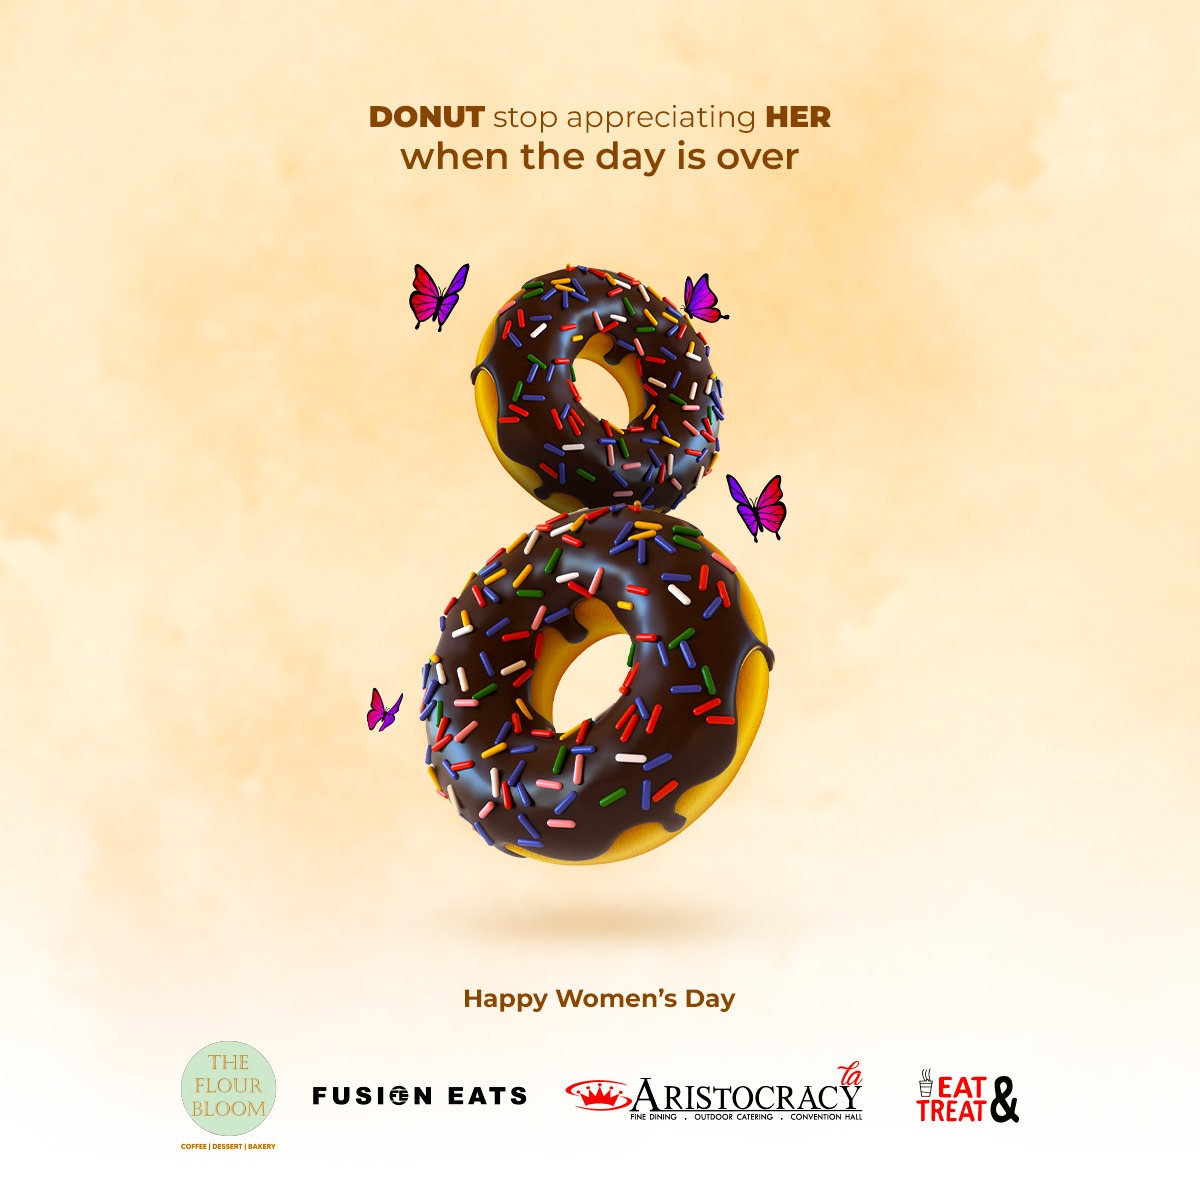 DONUT stop appreciating HER
when the day is over
Happy Women's Day
THE
FLOUR
BLOOM
COFFEE | DESSERT | BAKERY
FUSION EATS
la
ARISTOCRACY
FINE DINING . OUTDOOR CATERING . CONVENTION HALL
EAT &
TREAT